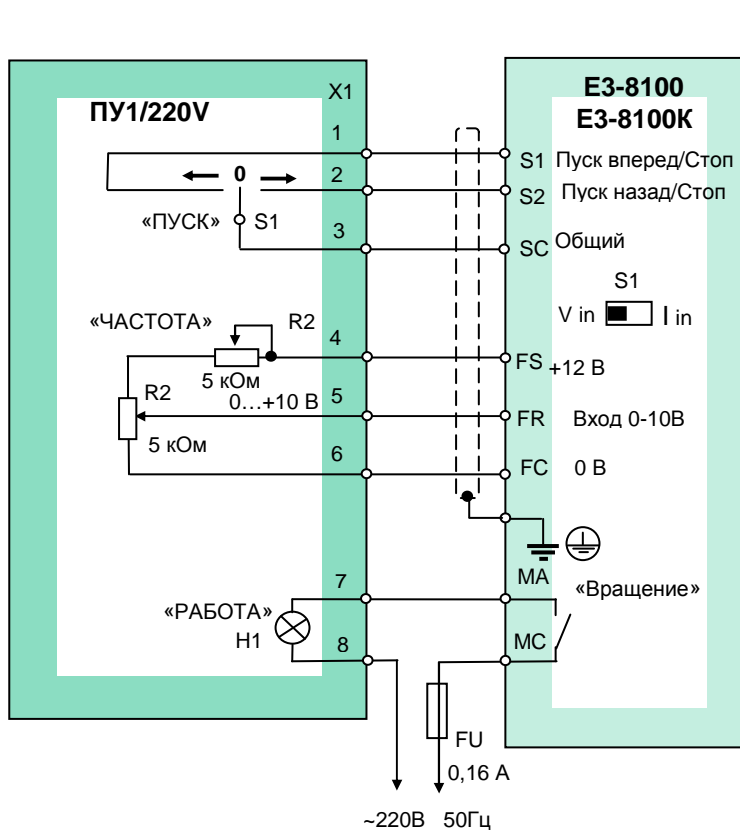 ПУ1/220V
X1
1
2
0
«ПУСК»
S1
3
«ЧАСТОТА»
R2
4
5 кОм
R2
0…+10 В
5
5 кОм
6
7
«РАБОТА»
H1
8
E3-8100
E3-8100К
S1 Пуск вперед/Стоп
S2 Пуск назад/Стоп
SC Общий
S1
V in
I in
FS +12 В
FR Вход 0-10В
FC 0 В
MA
«Вращение»
MC
FU
0,16 А
~220В 50Гц